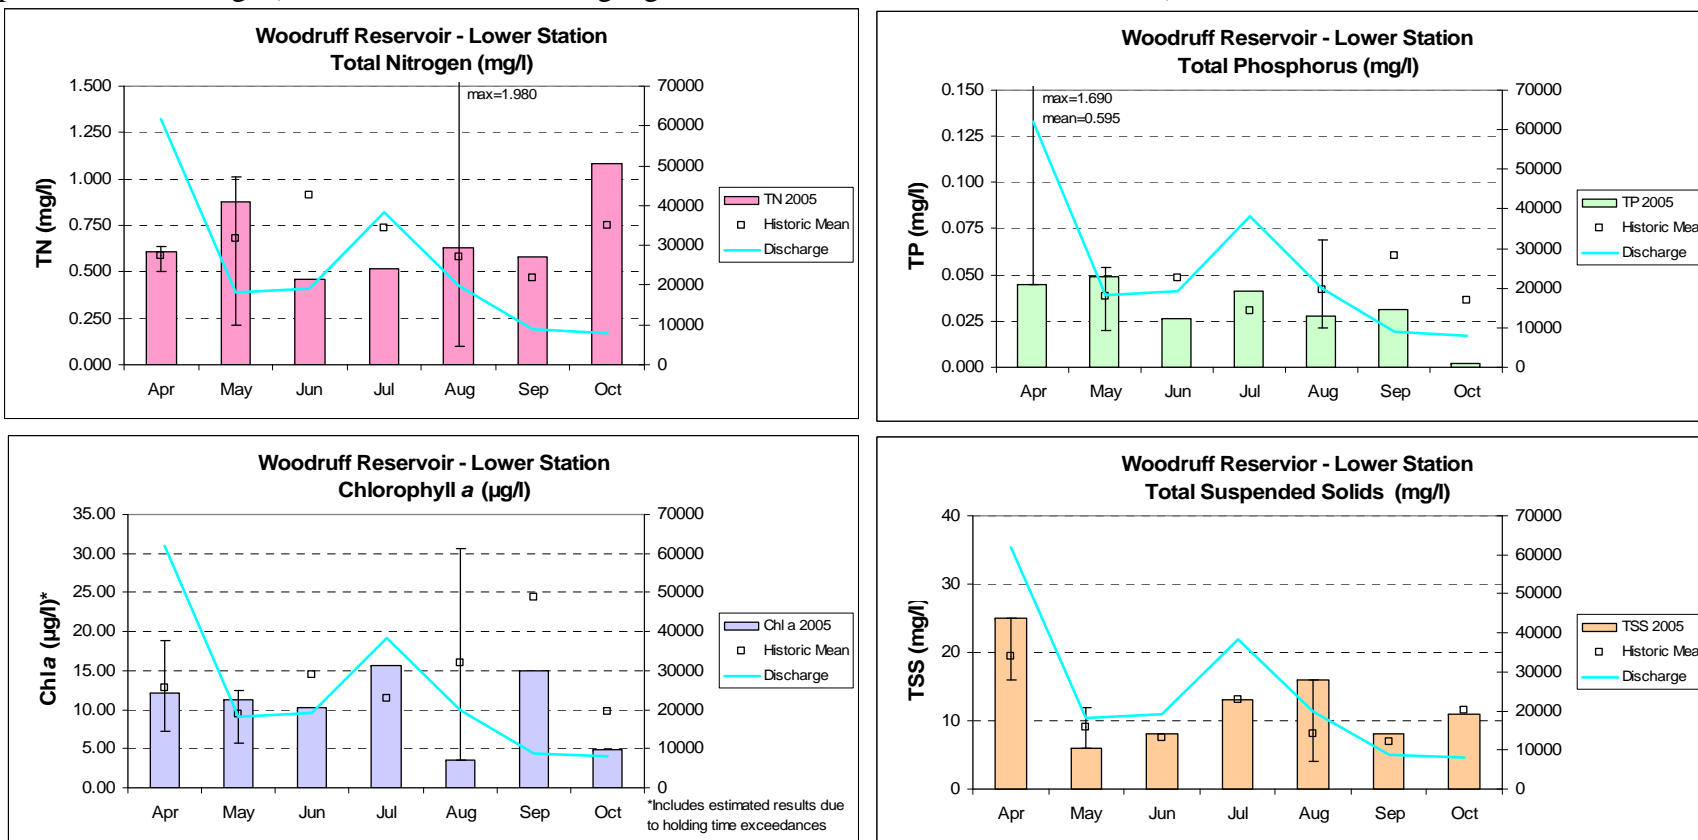 Woodruff Reservoir - Lower Station
Total Nitrogen (mg/l)
TN (mg/l)
1.500
1.250
1.000
0.750
0.500
0.250
0.000
max=1.980
70000
60000
50000
40000
30000
20000
10000
0
Apr May Jun Jul Aug Sep Oct
TN 2005
Historic Mean
Discharge
Woodruff Reservoir - Lower Station
Total Phosphorus (mg/l)
TP (mg/l)
0.150
0.125
0.100
0.075
0.050
0.025
0.000
max=1.690
mean=0.595
70000
60000
50000
40000
30000
20000
10000
0
Apr May Jun Jul Aug Sep Oct
TP 2005
Historic Mea
Discharge
Woodruff Reservoir - Lower Station
Chlorophyll a (µg/l)
Chl a (µg/l)*
35.00
30.00
25.00
20.00
15.00
10.00
5.00
0.00
70000
60000
50000
40000
30000
20000
10000
0
Apr May Jun Jul Aug Sep Oct
Chl a 2005
Historic Mean
Discharge
*Includes estimated results due
to holding time exceedances
Woodruff Reservior - Lower Station
Total Suspended Solids (mg/l)
TSS (mg/l)
40
30
20
10
0
70000
60000
50000
40000
30000
20000
10000
0
Apr May Jun Jul Aug Sep Oct
TSS 2005
Historic Mea
Discharge